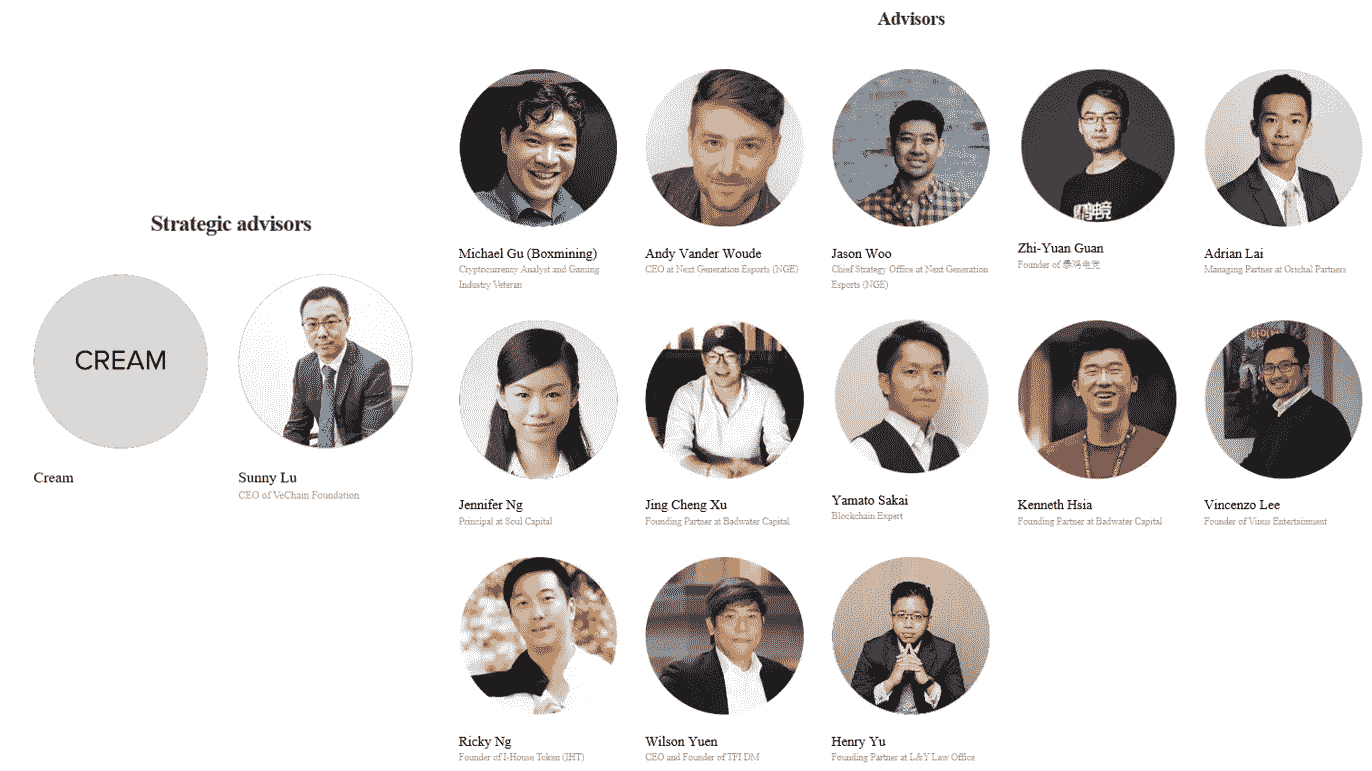 Advisors
Strategic advisors
CREAM
Cream
Sunny Lu
CEO of VeChain Foundation
Michael Gu (Boxmining)
Cryptocurrency Analyst and Gaming
Industry Veteran
Andy Vander Woude
CEO at Next Generation Esports (NGE)
Jason Woo
Chief Strategy Office at Next Generation
Esports (NGE)
Zhi-Yuan Guan
Founder of
Adrian Lai
Managing Partner at Orichal Partners
Jennifer Ng
Principal at Soul Capital
Jing Cheng Xu
Founding Partner at Badwater Capital
Yamato Sakai
Blockchain Expert
Kenneth Hsia
Founding Partner at Badwater Capital
Vincenzo Lee
Founder of Vinus Entertainment
Ricky Ng
Founder of I-House Token (IHT)
Wilson Yuen
CEO and Founder of TFI DM
Henry Yu
Founding Partner at L&Y Law Office